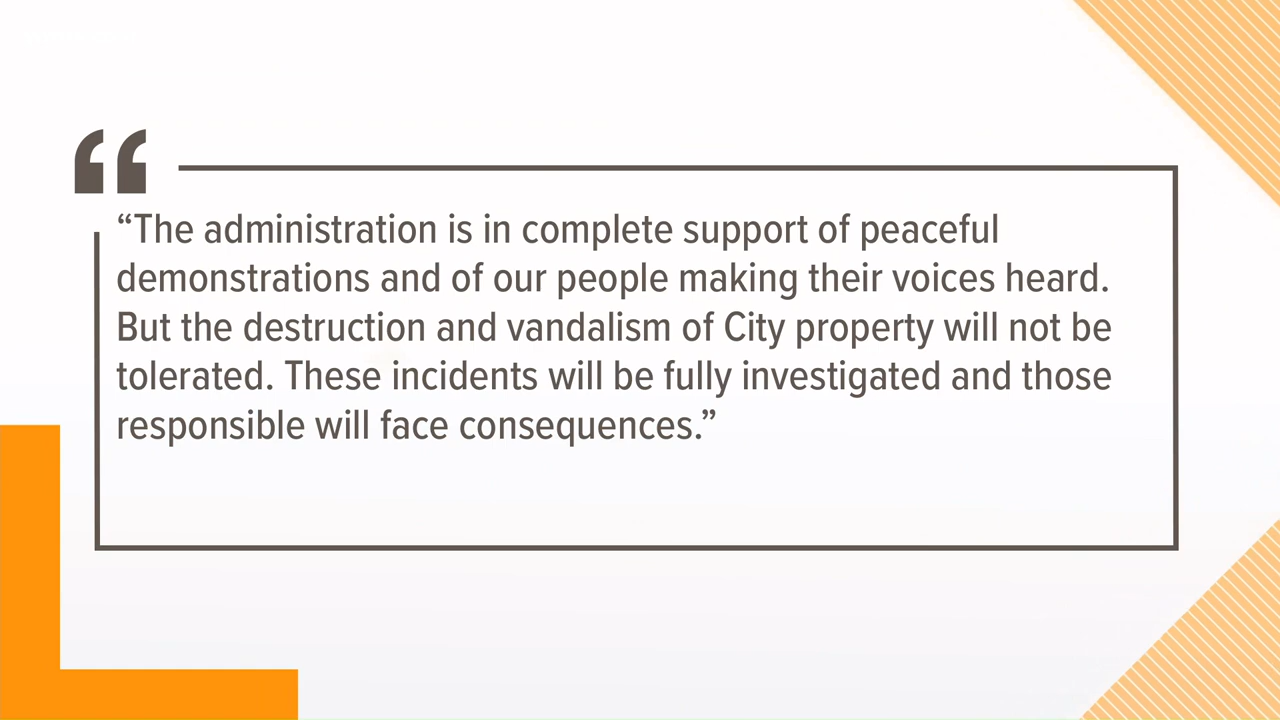 “The administration is in complete support of peaceful
demonstrations and of our people making their voices heard.
But the destruction and vandalism of City property will not be
tolerated. These incidents will be fully investigated and those
responsible will face consequences.”